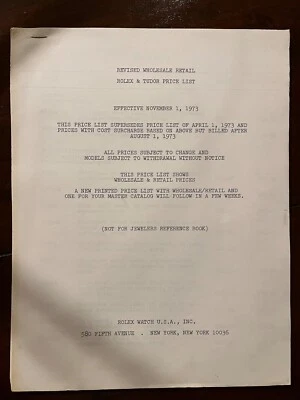 REVISED WHOLESALE RETAIL
ROLEX & TUDOR PRICE LIST
EFFECTIVE NOVEMBER 1, 1973
THIS PRICE LIST SUPERSEDES PRICE LIST OF APRIL 1, 1973 AND
PRICES WITH COST SURCHARGE BASED ON ABOVE BUT BILLED AFTER
AUGUST 1, 1973
ALL PRICES SUBJECT TO CHANGE AND
MODELS SUBJECT TO WITHDRAWAL WITHOUT NOTICE
THIS PRICE LIST SHOWS
WHOLESALE & RETAIL PRICES
A NEW PRINTED PRICE LIST WITH WHOLESALE/RETAIL AND
ONE FOR YOUR MASTER CATALOG WILL FOLLOW IN A FEW WEEKS.
(NOT FOR JEWELERS REFERENCE BOOK)
ROLEX WATCH U.S.A., INC.
580 FIFTH AVENUE . NEW YORK, NEW YORK 10036